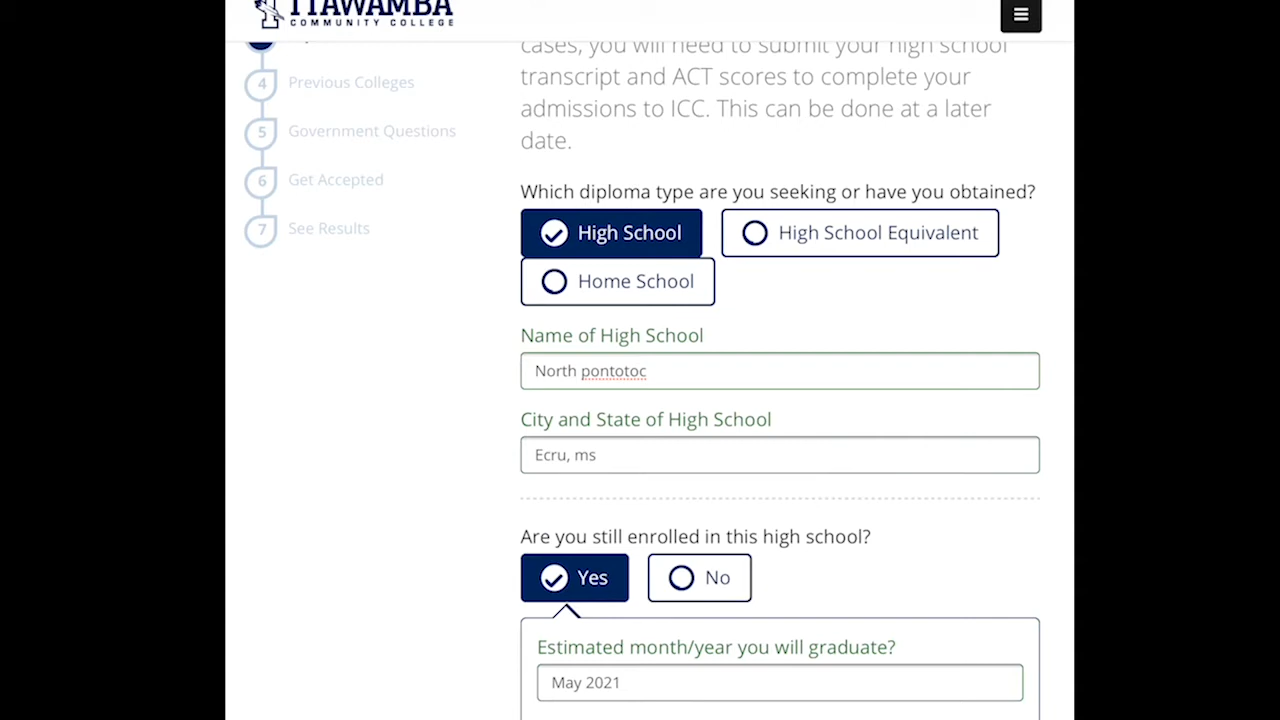 ITAWAMBA
COMMUNITY COLLEGE
cases, you will need to submit your high school
transcript and ACT scores to complete your
admissions to ICC. This can be done at a later
date.
4 Previous Colleges
5 Government Questions
6 Get Accepted
7 See Results
Which diploma type are you seeking or have you obtained?
High School
High School Equivalent
Home School
Name of High School
North pontotoc
City and State of High School
Ecru, ms
Are you still enrolled in this high school?
Yes
No
Estimated month/year you will graduate?
May 2021